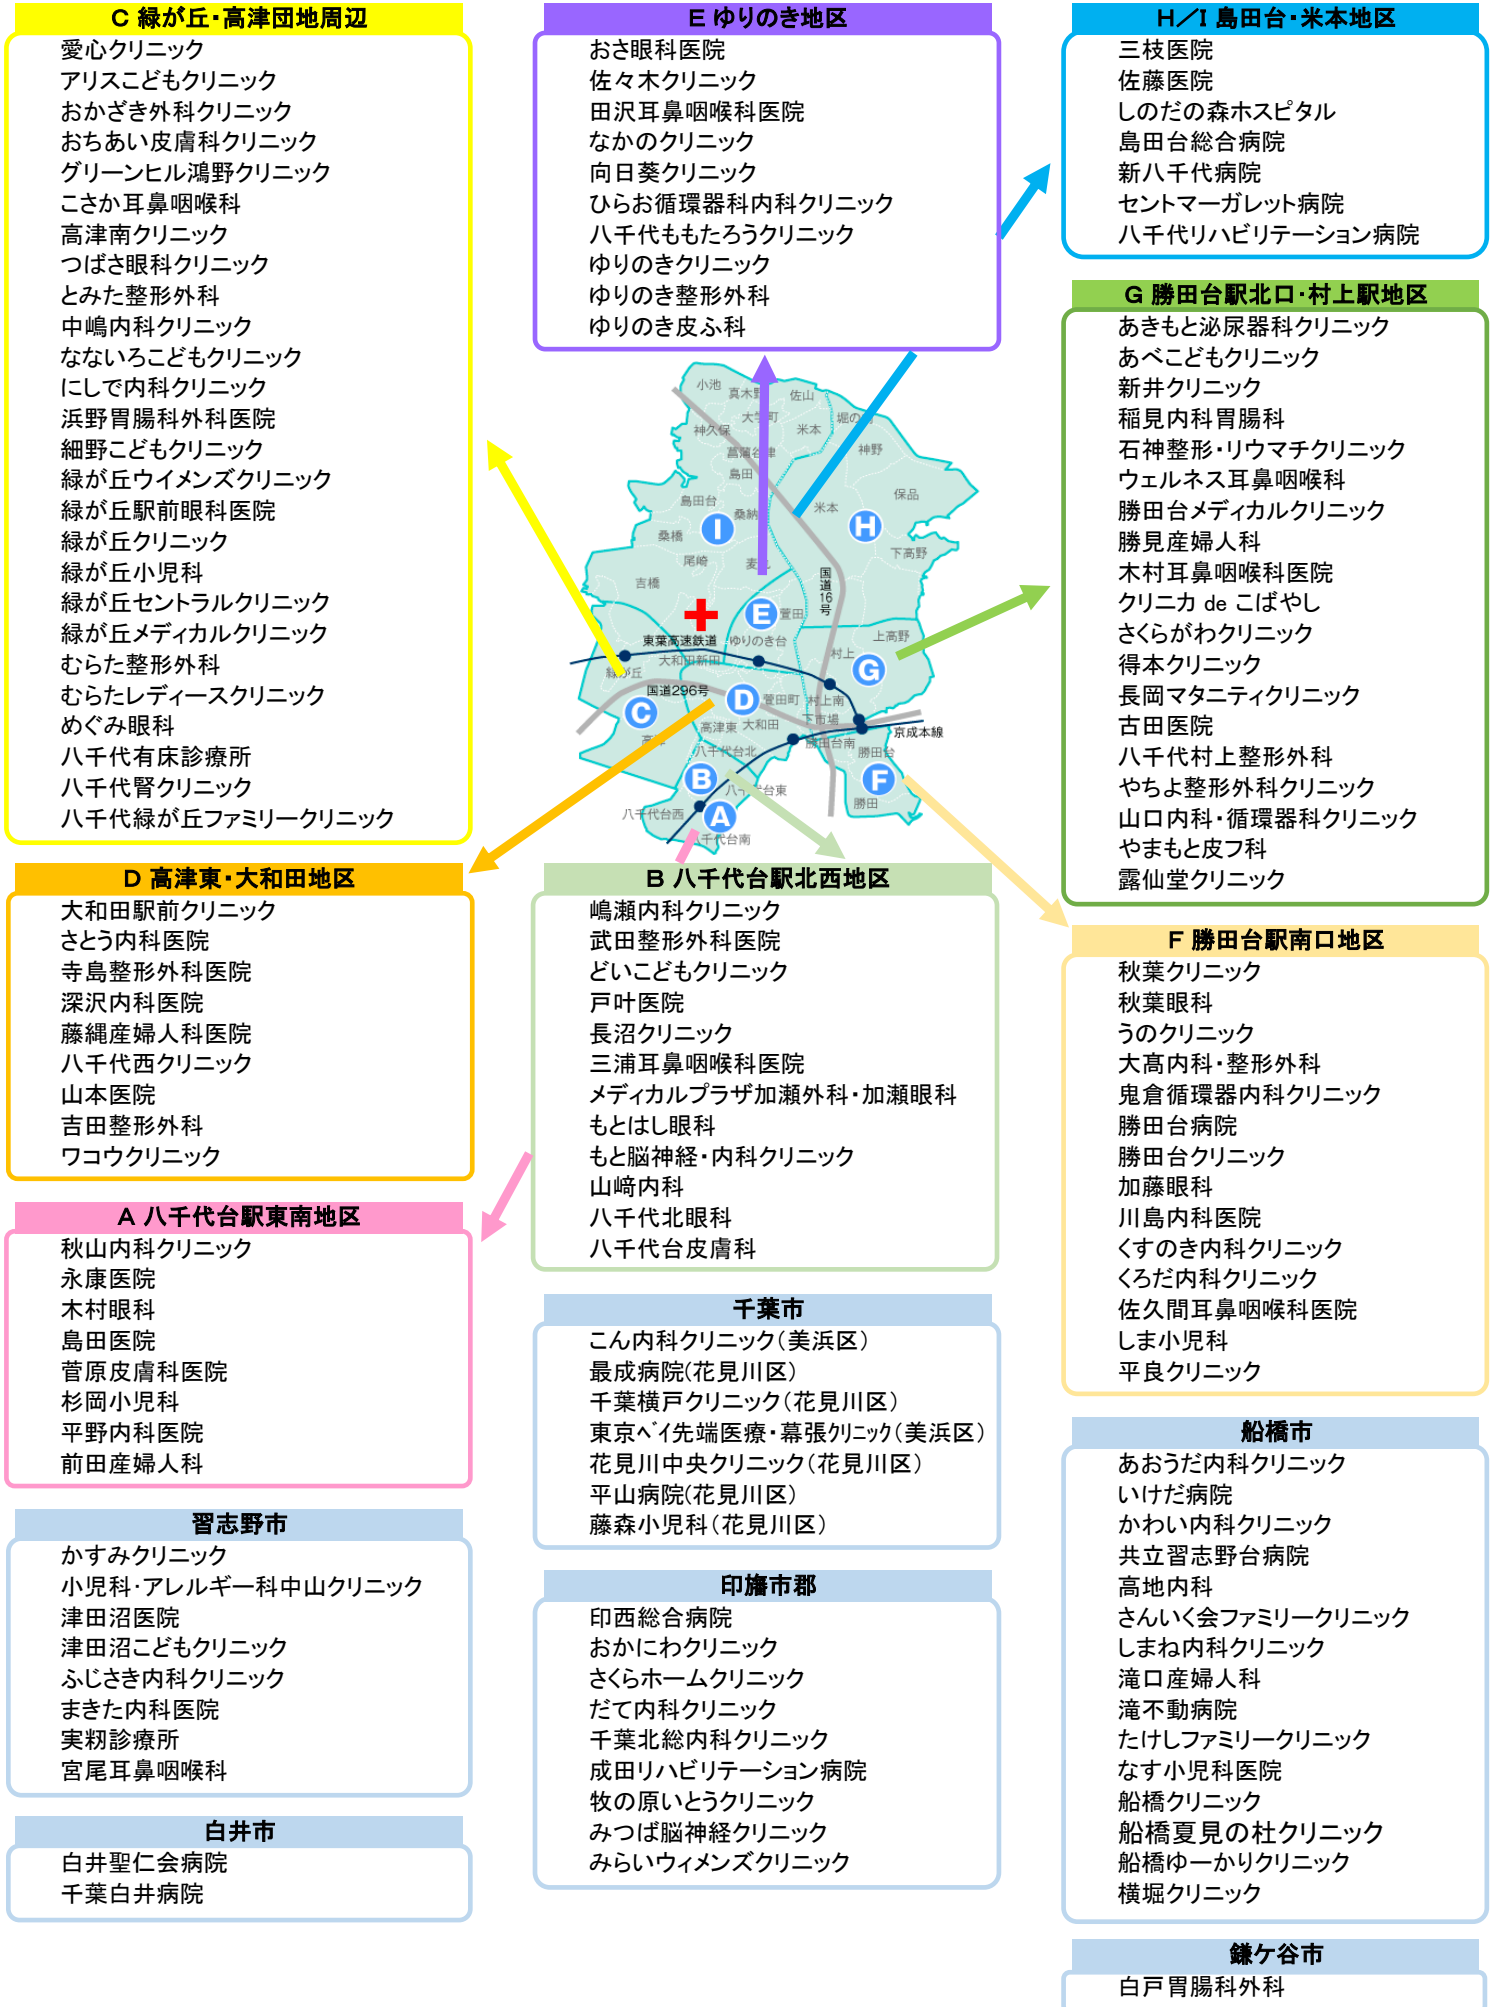 C 緑が丘・高津団地周辺
愛心クリニック
アリスこどもクリニック
おかざき外科クリニック
おちあい皮膚科クリニック
グリーンヒル鴻野クリニック
こさか耳鼻咽喉科
高津南クリニック
つばさ眼科クリニック
とみた整形外科
中嶋内科クリニック
なないろこどもクリニック
にしで内科クリニック
浜野胃腸科外科医院
細野こどもクリニック
緑が丘ウイメンズクリニック
緑が丘駅前眼科医院
緑が丘クリニック
緑が丘小児科
緑が丘セントラルクリニック
緑が丘メディカルクリニック
むらた整形外科
むらたレディースクリニック
めぐみ眼科
八千代有床診療所
八千代腎クリニック
八千代緑が丘ファミリークリニック
D 高津東・大和田地区
大和田駅前クリニック
さとう内科医院
寺島整形外科医院
深沢内科医院
藤縄産婦人科医院
八千代西クリニック
山本医院
吉田整形外科
ワコウクリニック
A 八千代台駅東南地区
秋山内科クリニック
永康医院
木村眼科
島田医院
菅原皮膚科医院
杉岡小児科
平野内科医院
前田産婦人科
習志野市
かすみクリニック
小児科・アレルギー科中山クリニック
津田沼医院
津田沼こどもクリニック
ふじさき内科クリニック
まきた内科医院
実籾診療所
宮尾耳鼻咽喉科
白井市
白井聖仁会病院
千葉白井病院
E ゆりのき地区
おさ眼科医院
佐々木クリニック
田沢耳鼻咽喉科医院
なかのクリニック
向日葵クリニック
ひらお循環器科内科クリニック
八千代ももたろうクリニック
ゆりのきクリニック
ゆりのき整形外科
ゆりのき皮ふ科
小池
真木野
佐山
大学町
堀の内
神久保
米本
神野
菖蒲谷津
島田
島田台
桑納
米本
保品
I
H
桑橋
尾崎
麦丸
下高野
吉橋
国道16号
E
萱田
東葉高速鉄道
ゆりのき台
上高野
大和田新田
村上
緑が丘
G
国道296号
D
萱田町
村上南
C
高津東
大和田
下市場
京成本線
高津
八千代台北
勝田台南
勝田台
B
八千代台東
F
八千代台西
A
勝田
八千代台南
B 八千代台駅北西地区
嶋瀬内科クリニック
武田整形外科医院
どいこどもクリニック
戸叶医院
長沼クリニック
三浦耳鼻咽喉科医院
メディカルプラザ加瀬外科・加瀬眼科
もとはし眼科
もと脳神経・内科クリニック
山﨑内科
八千代北眼科
八千代台皮膚科
千葉市
こん内科クリニック(美浜区)
最成病院(花見川区)
千葉横戸クリニック(花見川区)
東京ベイ先端医療・幕張クリニック(美浜区)
花見川中央クリニック(花見川区)
平山病院(花見川区)
藤森小児科(花見川区)
印旛市郡
印西総合病院
おかにわクリニック
さくらホームクリニック
だて内科クリニック
千葉北総内科クリニック
成田リハビリテーション病院
牧の原いとうクリニック
みつば脳神経クリニック
みらいウィメンズクリニック
H/I 島田台・米本地区
三枝医院
佐藤医院
しのだの森ホスピタル
島田台総合病院
新八千代病院
セントマーガレット病院
八千代リハビリテーション病院
G 勝田台駅北口・村上駅地区
あきもと泌尿器科クリニック
あべこどもクリニック
新井クリニック
稲見内科胃腸科
石神整形・リウマチクリニック
ウェルネス耳鼻咽喉科
勝田台メディカルクリニック
勝見産婦人科
木村耳鼻咽喉科医院
クリニカ de こばやし
さくらがわクリニック
得本クリニック
長岡マタニティクリニック
古田医院
八千代村上整形外科
やちよ整形外科クリニック
山口内科・循環器科クリニック
やまもと皮フ科
露仙堂クリニック
F 勝田台駅南口地区
秋葉クリニック
秋葉眼科
うのクリニック
大髙内科・整形外科
鬼倉循環器内科クリニック
勝田台病院
勝田台クリニック
加藤眼科
川島内科医院
くすのき内科クリニック
くろだ内科クリニック
佐久間耳鼻咽喉科医院
しま小児科
平良クリニック
船橋市
あおうだ内科クリニック
いけだ病院
かわい内科クリニック
共立習志野台病院
高地内科
さんいく会ファミリークリニック
しまね内科クリニック
滝口産婦人科
滝不動病院
たけしファミリークリニック
なす小児科医院
船橋クリニック
船橋夏見の杜クリニック
船橋ゆーかりクリニック
横堀クリニック
鎌ケ谷市
白戸胃腸科外科